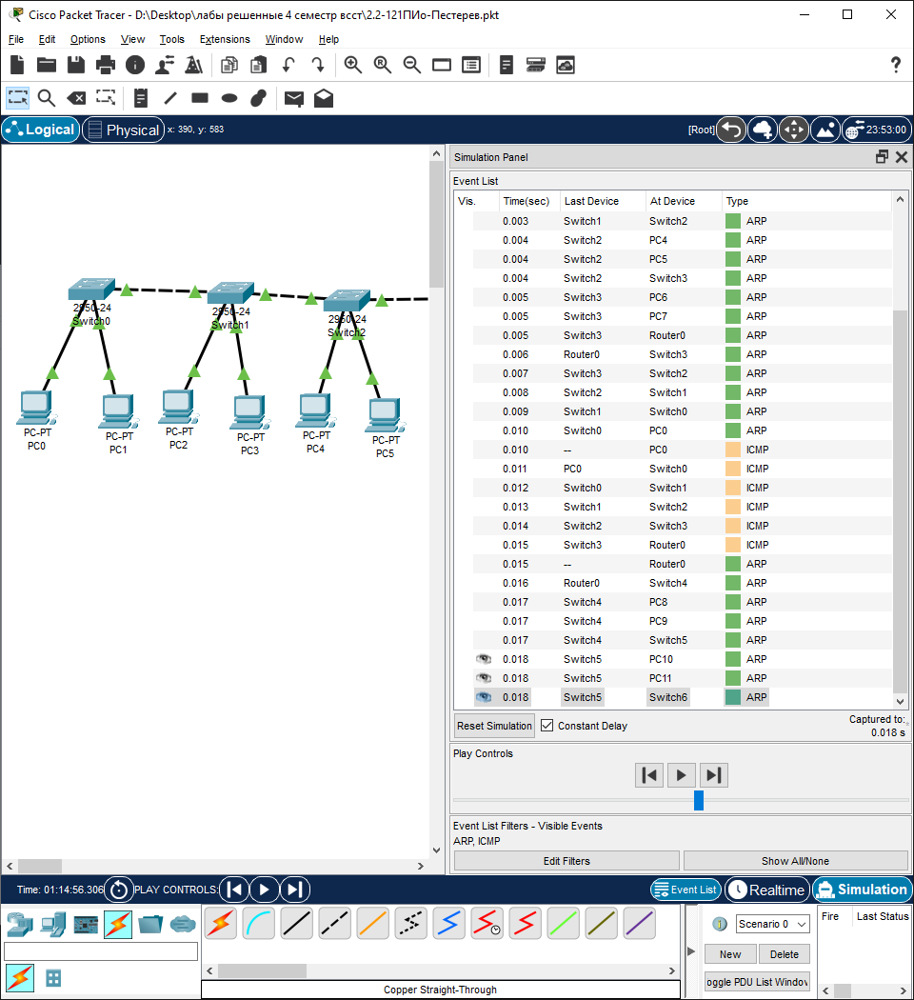 Cisco Packet Tracer - D:\Desktop\лабы решенные 4 семестр ввст\2.2-121ПИо-Пестерев.pkt
File Edit Options View Tools Extensions Window Help
Logical Physical x: 390, y: 583 [Root] 23:53:00
2950-24
Switch0
2950-24
Switch1
2950-24
Switch2
PC-PT
PC0
PC-PT
PC1
PC-PT
PC2
PC-PT
PC3
PC-PT
PC4
PC-PT
PC5
Simulation Panel
Event List
Vis. Time(sec) Last Device At Device Type
0.003 Switch1 Switch2 ARP
0.004 Switch2 PC4 ARP
0.004 Switch2 PC5 ARP
0.004 Switch2 Switch3 ARP
0.005 Switch3 PC6 ARP
0.005 Switch3 PC7 ARP
0.005 Switch3 Router0 ARP
0.006 Router0 Switch3 ARP
0.007 Switch3 Switch2 ARP
0.008 Switch2 Switch1 ARP
0.009 Switch1 Switch0 ARP
0.010 Switch0 PC0 ARP
0.010 -- PC0 ICMP
0.011 PC0 Switch0 ICMP
0.012 Switch0 Switch1 ICMP
0.013 Switch1 Switch2 ICMP
0.014 Switch2 Switch3 ICMP
0.015 Switch3 Router0 ICMP
0.015 -- Router0 ARP
0.016 Router0 Switch4 ARP
0.017 Switch4 PC8 ARP
0.017 Switch4 PC9 ARP
0.017 Switch4 Switch5 ARP
0.018 Switch5 PC10 ARP
0.018 Switch5 PC11 ARP
0.018 Switch5 Switch6 ARP
Reset Simulation Constant Delay Captured to:
0.018 s
Play Controls
Event List Filters - Visible Events
ARP, ICMP
Edit Filters Show All/None
Time: 01:14:56.306 PLAY CONTROLS: Event List Realtime Simulation
Scenario 0 Fire Last Status
New Delete
oggle PDU List Window
Copper Straight-Through